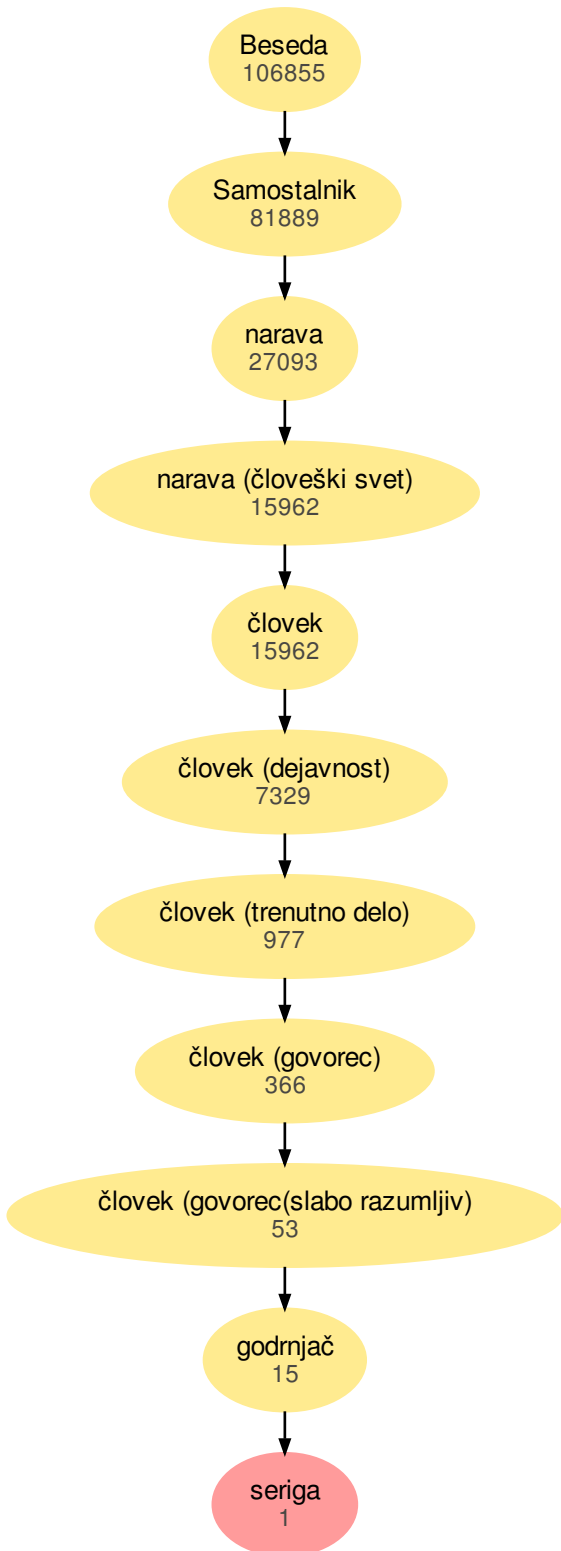 Beseda
106855
Samostalnik
81889
narava
27093
narava (človeški svet)
15962
človek
15962
človek (dejavnost)
7329
človek (trenutno delo)
977
človek (govorec)
366
človek (govorec(slabo razumljiv)
53
godrnjač
15
seriga
1